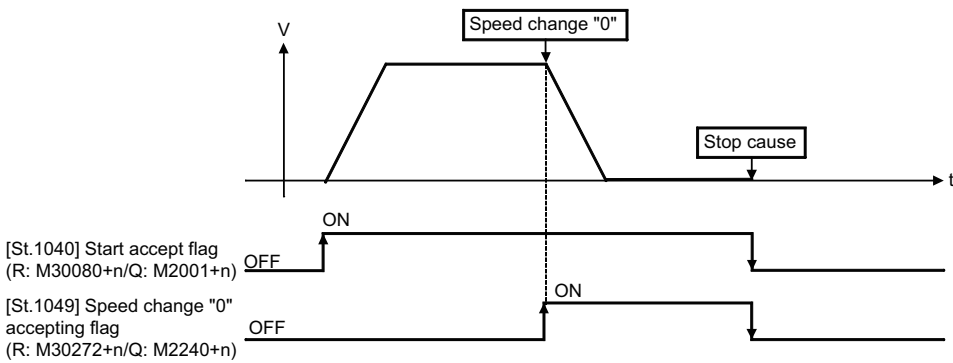 Speed change "0"
V
Stop cause
t
ON
[St.1040] Start accept flag
(R: M30080+n/Q: M2001+n)
OFF
ON
[St.1049] Speed change "0"
accepting flag
(R: M30272+n/Q: M2240+n)
OFF